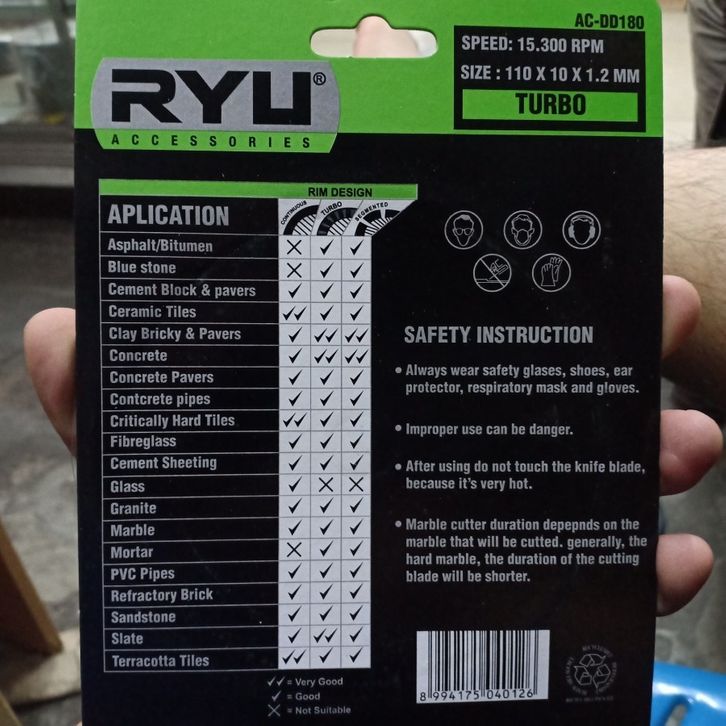 AC-DD180
SPEED: 15.300 RPM
SIZE : 110 X 10 X 1.2 MM
TURBO
RYU®
ACCESSORIES
RIM DESIGN
APLICATION CONTINUOUS TURBO SEGMENTED
Asphalt/Bitumen ✕ ✓ ✓
Blue stone ✕ ✓ ✓
Cement Block & pavers ✓ ✓ ✓
Ceramic Tiles ✓✓ ✓ ✓
Clay Bricky & Pavers ✓ ✓✓ ✓✓
Concrete ✓ ✓✓ ✓✓
Concrete Pavers ✓ ✓ ✓
Contcrete pipes ✓ ✓ ✓
Critically Hard Tiles ✓✓ ✓ ✓
Fibreglass ✓ ✓ ✓
Cement Sheeting ✓ ✓ ✓
Glass ✓ ✕ ✕
Granite ✓ ✓ ✓
Marble ✓ ✓ ✓
Mortar ✕ ✓ ✓
PVC Pipes ✓ ✓ ✓
Refractory Brick ✓ ✓ ✓
Sandstone ✓ ✓ ✓
Slate ✓ ✓✓ ✓
Terracotta Tiles ✓✓ ✓ ✓
✓✓ = Very Good
✓ = Good
✕ = Not Suitable
SAFETY INSTRUCTION
• Always wear safety glases, shoes, ear
protector, respiratory mask and gloves.
• Improper use can be danger.
• After using do not touch the knife blade,
because it's very hot.
• Marble cutter duration depepnds on the
marble that will be cutted. generally, the
hard marble, the duration of the cutting
blade will be shorter.
8 994175 040126